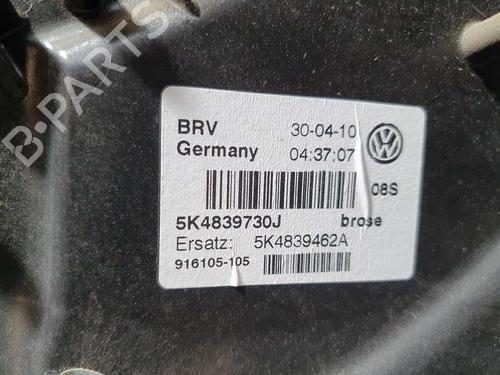 BRV 30-04-10
Germany 04:37:07
08S
5K4839730J brose
Ersatz: 5K4839462A
916105-105
B-PARTS